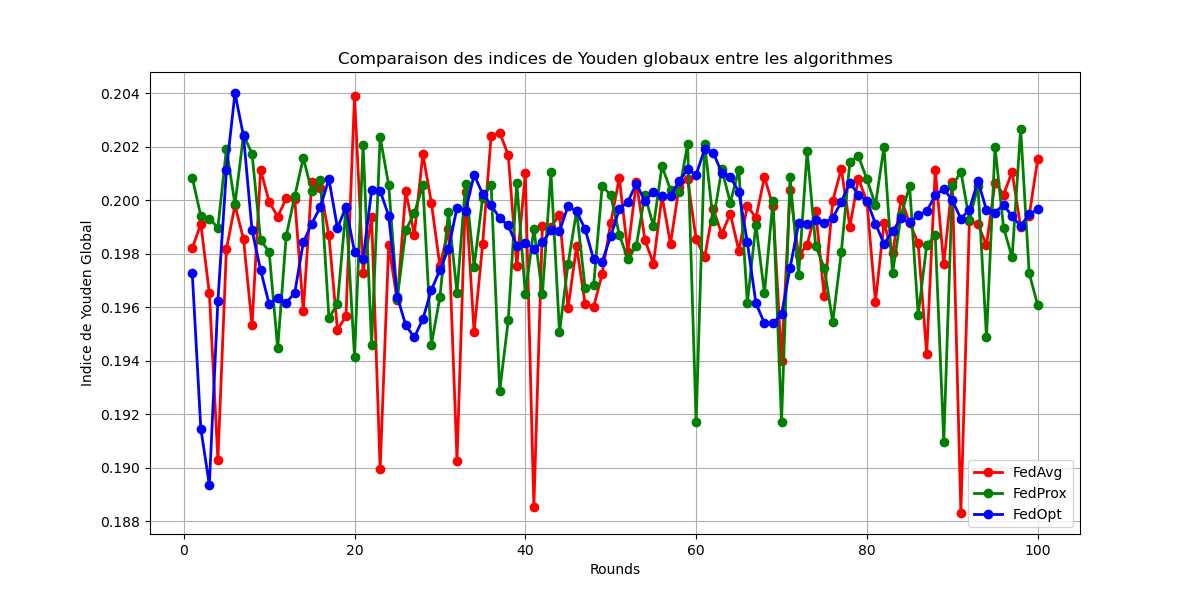 Comparaison des indices de Youden globaux entre les algorithmes
Indice de Youden Global
0.204
0.202
0.200
0.198
0.196
0.194
0.192
0.190
0.188
0
20
40
60
80
100
Rounds
FedAvg
FedProx
FedOpt